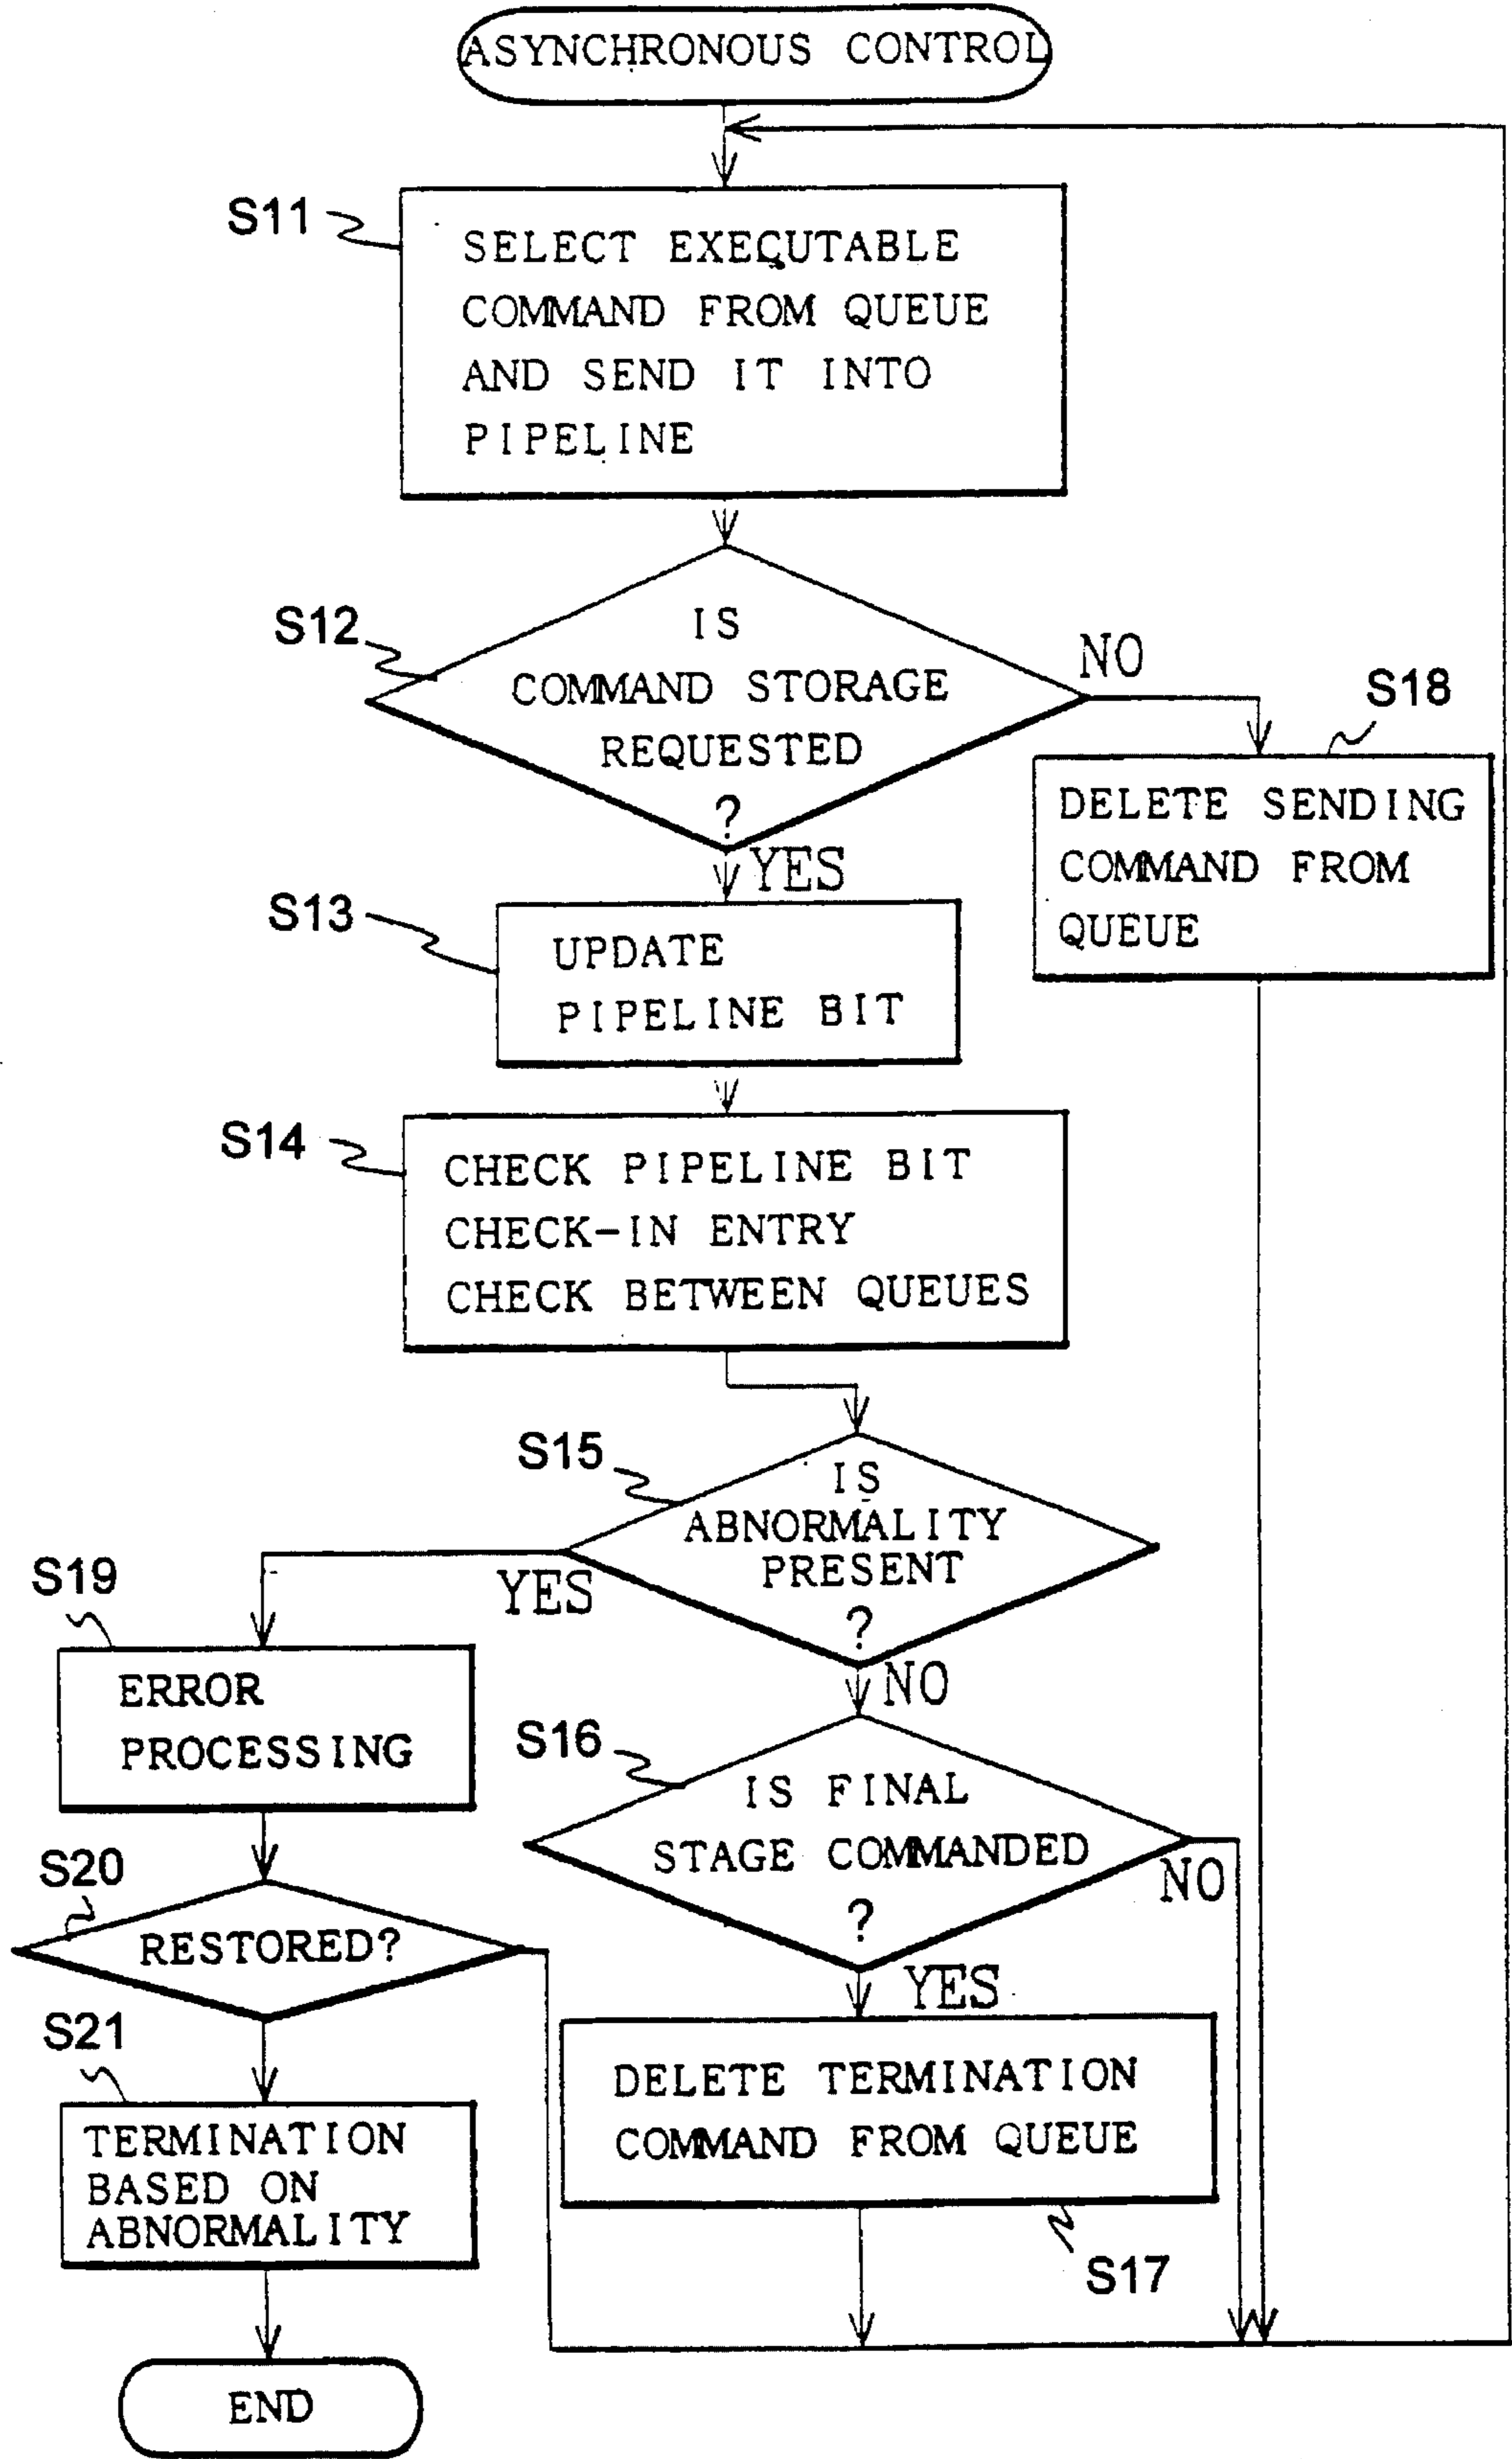 ASYNCHRONOUS CONTROL
S11
SELECT EXECUTABLE
COMMAND FROM QUEUE
AND SEND IT INTO
PIPELINE
S12
IS
COMMAND STORAGE
REQUESTED
?
NO
YES
S18
DELETE SENDING
COMMAND FROM
QUEUE
S13
UPDATE
PIPELINE BIT
S14
CHECK PIPELINE BIT
CHECK-IN ENTRY
CHECK BETWEEN QUEUES
S15
IS
ABNORMALITY
PRESENT
?
YES
NO
S19
ERROR
PROCESSING
S16
IS FINAL
STAGE COMMANDED
?
NO
YES
S20
RESTORED?
S21
TERMINATION
BASED ON
ABNORMALITY
DELETE TERMINATION
COMMAND FROM QUEUE
S17
END